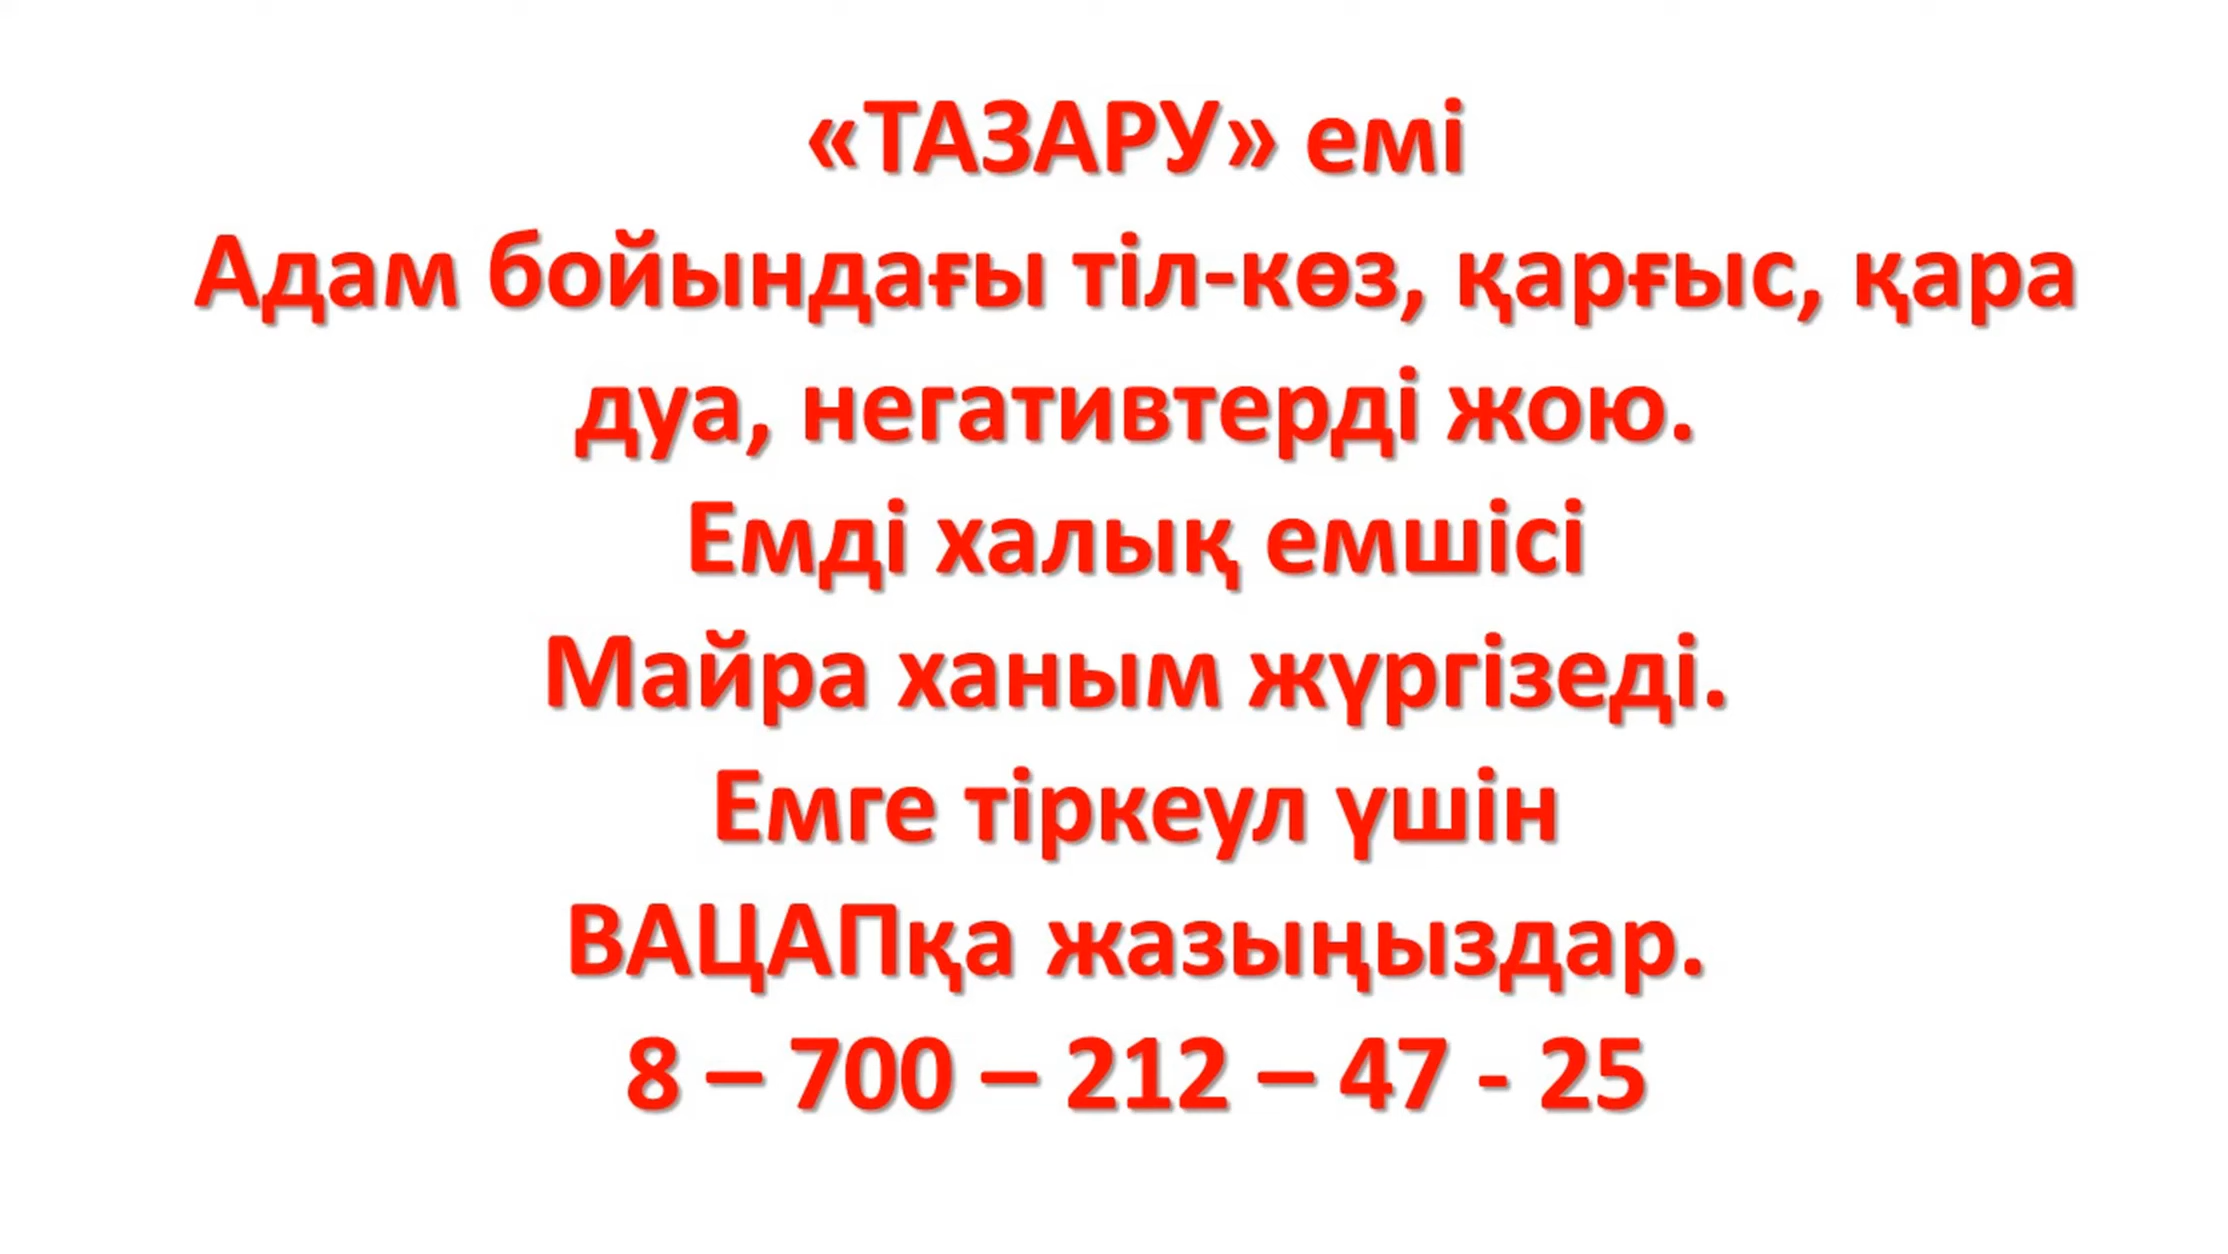 «ТАЗАРУ» емі
Адам бойындағы тіл-көз, қарғыс, қара
дуа, негативтерді жою.
Емді халық емшісі
Майра ханым жүргізеді.
Емге тіркеул үшін
ВАЦАПқа жазыңыздар.
8 – 700 – 212 – 47 - 25